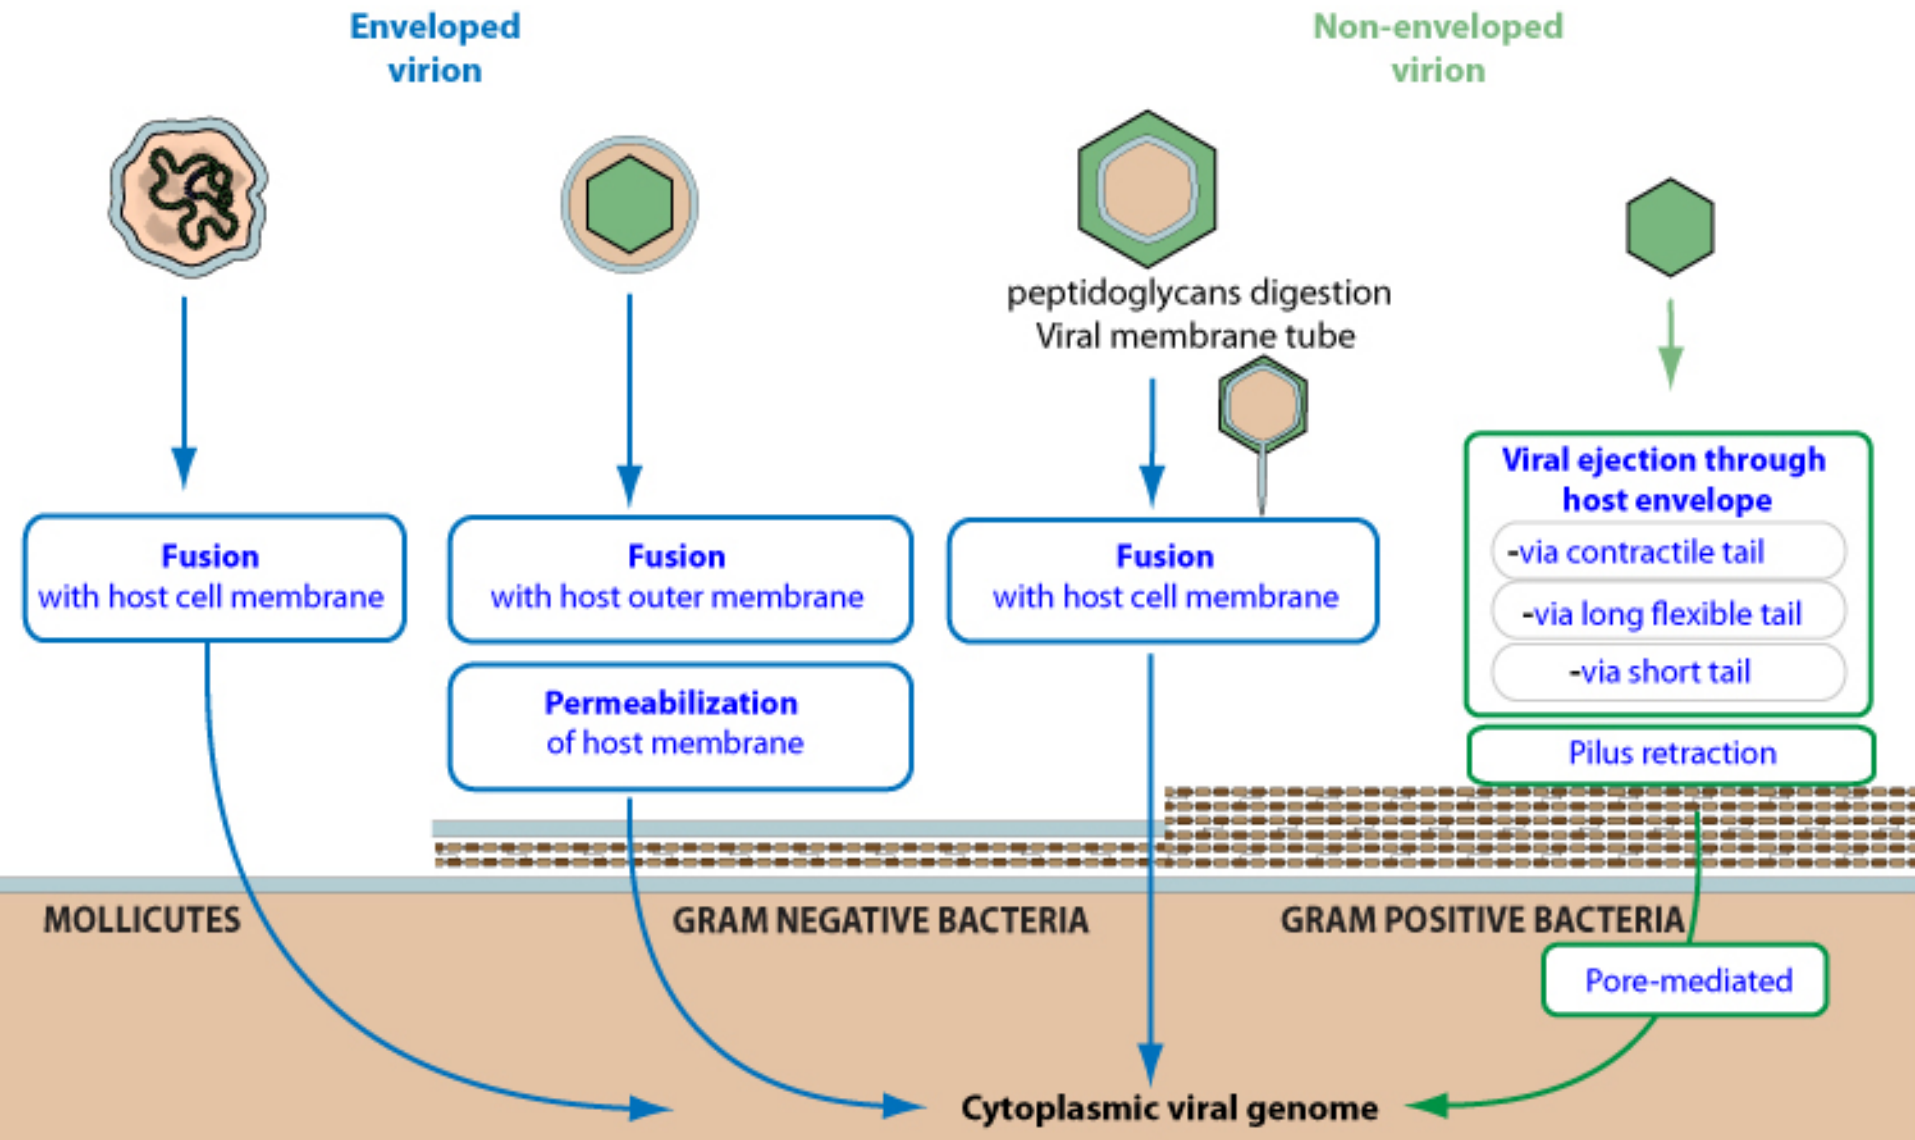 Enveloped
virion
Non-enveloped
virion
peptidoglycans digestion
Viral membrane tube
Fusion
with host cell membrane
Fusion
with host outer membrane
Permeabilization
of host membrane
Fusion
with host cell membrane
Viral ejection through
host envelope
-via contractile tail
-via long flexible tail
-via short tail
Pilus retraction
MOLLICUTES
GRAM NEGATIVE BACTERIA
GRAM POSITIVE BACTERIA
Pore-mediated
Cytoplasmic viral genome